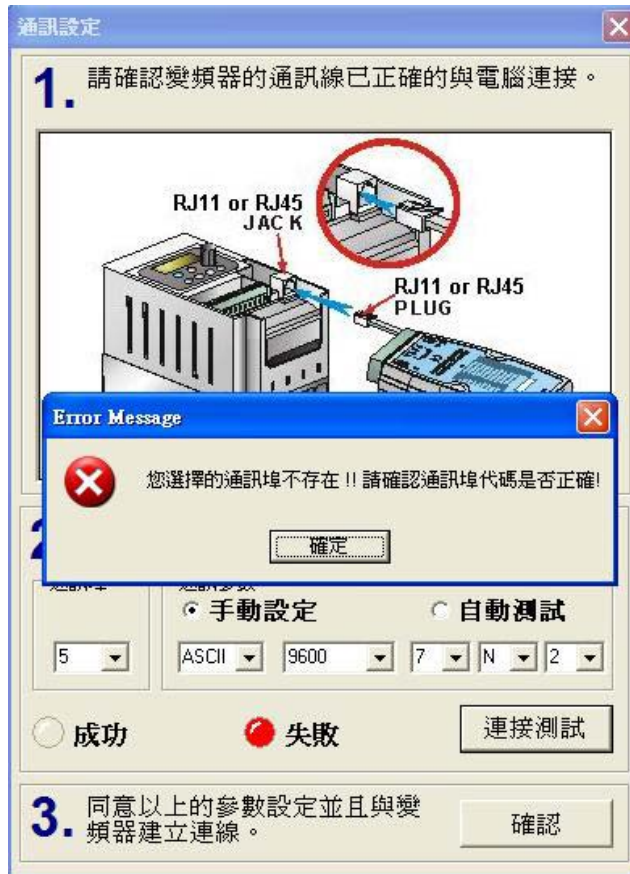 通訊設定
1. 請確認變頻器的通訊線已正確的與電腦連接。
RJ11 or RJ45
JACK
RJ11 or RJ45
PLUG
Error Message
您選擇的通訊埠不存在 !! 請確認通訊埠代碼是否正確!
確定
手動設定
自動測試
5
ASCII
9600
7
N
2
成功
失敗
連接測試
3. 同意以上的參數設定並且與變
頻器建立連線。
確認